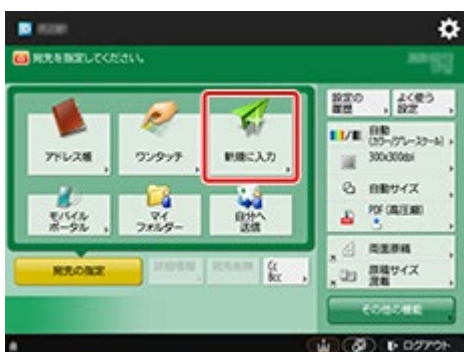 宛先を指定してください。
設定の
履歴
よく使う
設定
アドレス帳
ワンタッチ
新規に入力
自動
(カラー/グレースケール)
300x300dpi
自動サイズ
モバイル
ポータル
マイ
フォルダー
自分へ
送信
PDF (高圧縮)
両面原稿
宛先の指定
詳細情報
宛先削除
Cc
Bcc
原稿サイズ
混載
その他の機能
ログアウト